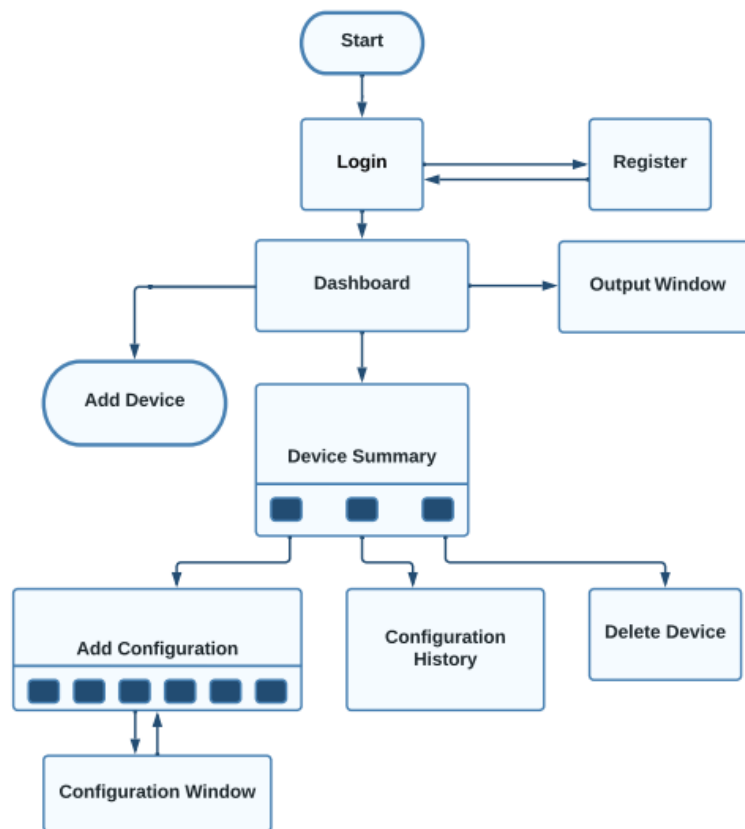 Start
Login
Register
Dashboard
Output Window
Add Device
Device Summary
Add Configuration
Configuration
History
Delete Device
Configuration Window